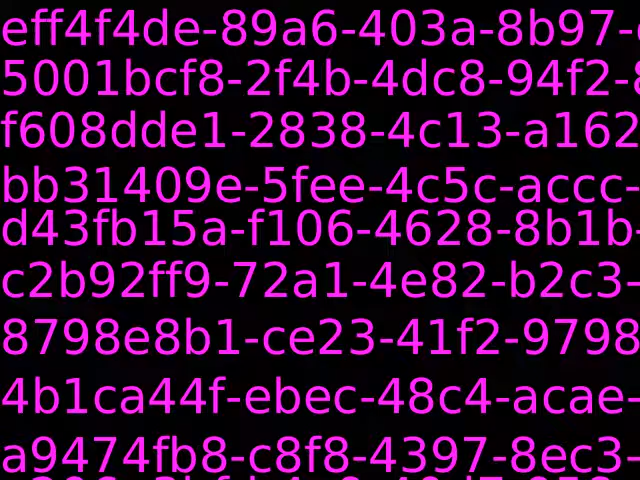 eff4f4de-89a6-403a-8b97-
5001bcf8-2f4b-4dc8-94f2-8
f608dde1-2838-4c13-a162
bb31409e-5fee-4c5c-accc-
d43fb15a-f106-4628-8b1b-
c2b92ff9-72a1-4e82-b2c3-
8798e8b1-ce23-41f2-9798
4b1ca44f-ebec-48c4-acae-
a9474fb8-c8f8-4397-8ec3-